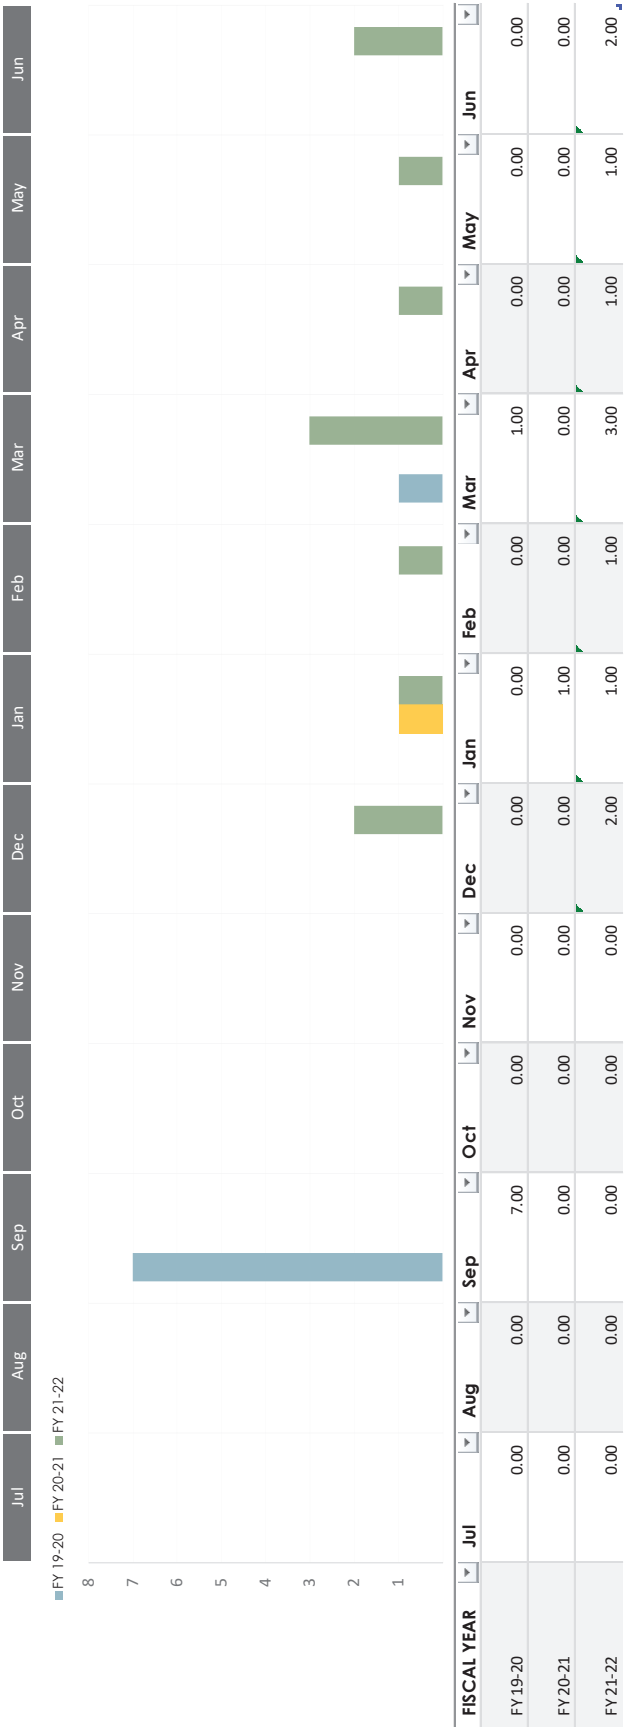 Jul Aug Sep Oct Nov Dec Jan Feb Mar Apr May Jun
FY 19-20 FY 20-21 FY 21-22
8
7
6
5
4
3
2
1
FISCAL YEAR Jul Aug Sep Oct Nov Dec Jan Feb Mar Apr May Jun
FY 19-20 0.00 0.00 7.00 0.00 0.00 0.00 0.00 0.00 1.00 0.00 0.00 0.00
FY 20-21 0.00 0.00 0.00 0.00 0.00 0.00 1.00 0.00 0.00 0.00 0.00 0.00
FY 21-22 0.00 0.00 0.00 0.00 0.00 2.00 1.00 1.00 3.00 1.00 1.00 2.00